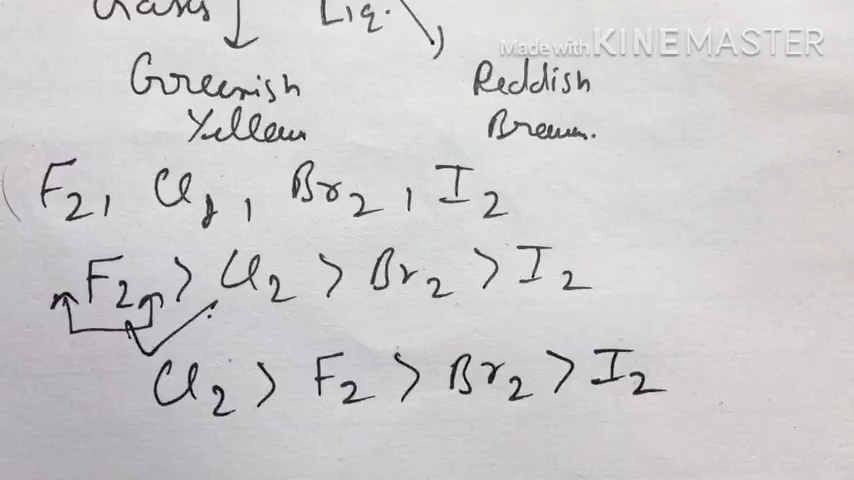 Gases Liq.
Made with KINEMASTER
Greenish Reddish
Yellow Brown.
F2, Cl2, Br2, I2
F2 > Cl2 > Br2 > I2
Cl2 > F2 > Br2 > I2